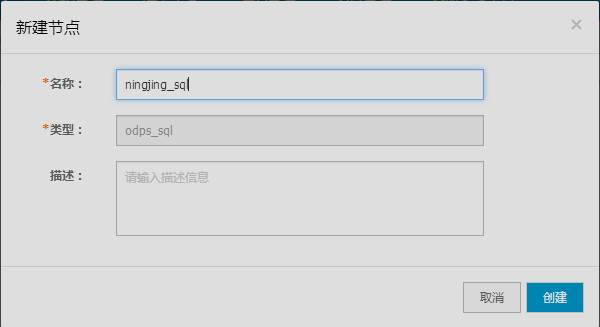 新建节点
×
*名称：
ningjing_sql
*类型：
odps_sql
描述：
请输入描述信息
取消
创建